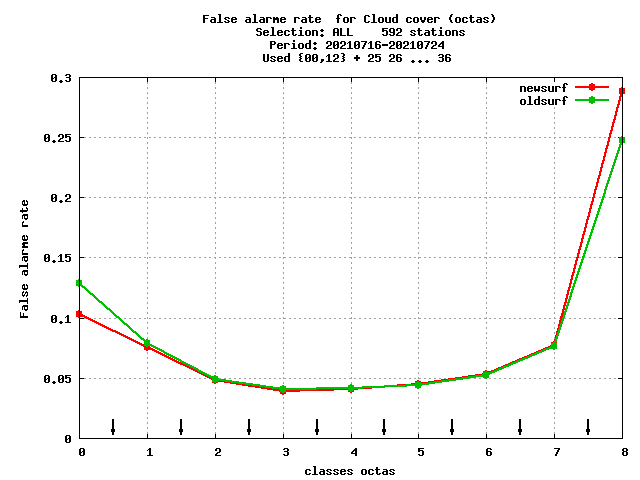 False alarme rate  for Cloud cover (octas)
Selection: ALL    592 stations
Period: 20210716-20210724
Used {00,12} + 25 26 ... 36
newsurf
oldsurf
0.3
0.25
0.2
0.15
0.1
0.05
0
False alarme rate
0 1 2 3 4 5 6 7 8
classes octas